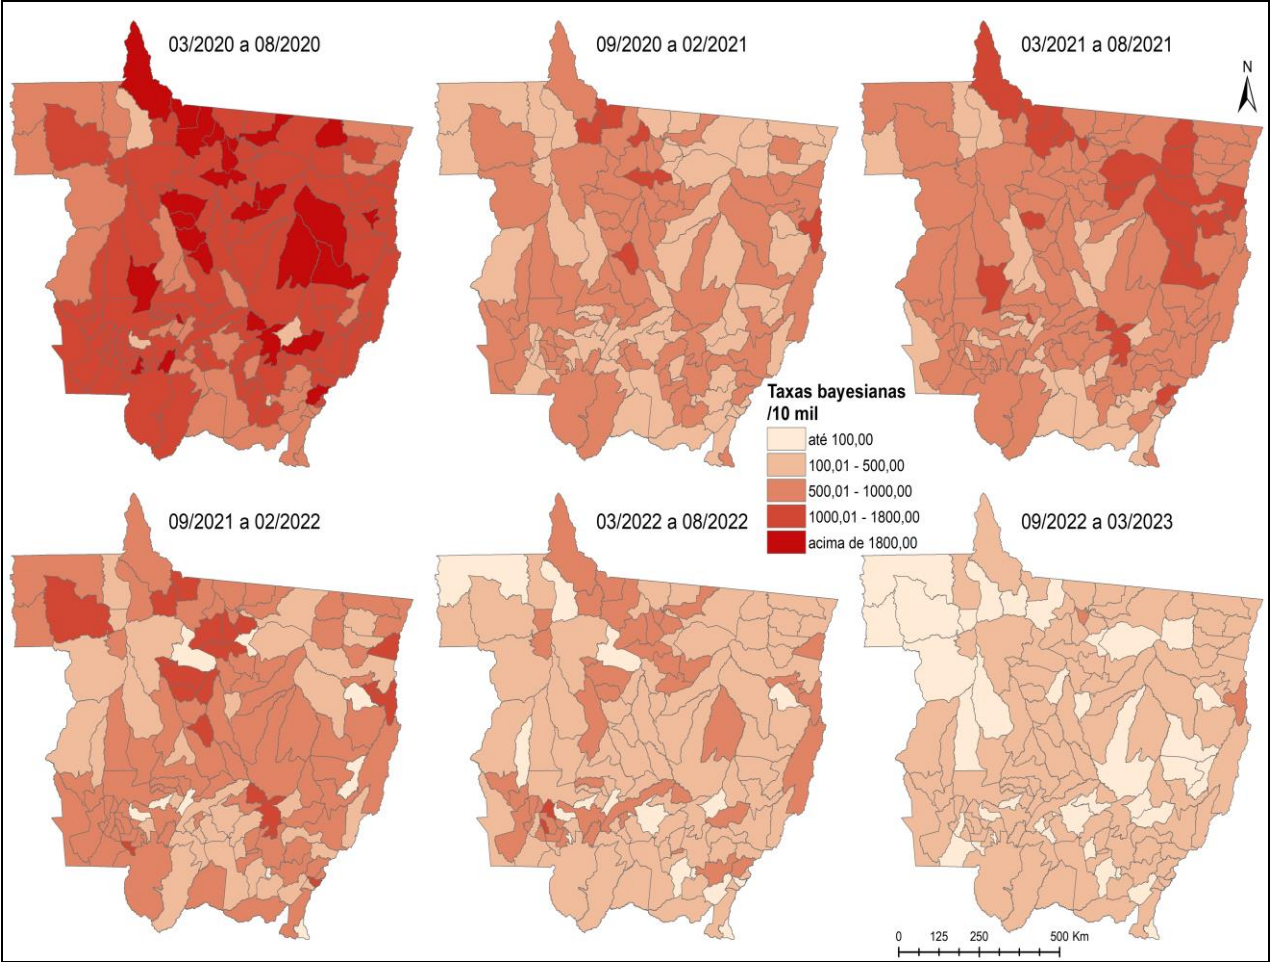 03/2020 a 08/2020
09/2020 a 02/2021
03/2021 a 08/2021
N
Taxas bayesianas
/10 mil
até 100,00
100,01 - 500,00
500,01 - 1000,00
1000,01 - 1800,00
acima de 1800,00
09/2021 a 02/2022
03/2022 a 08/2022
09/2022 a 03/2023
0 125 250 500 Km